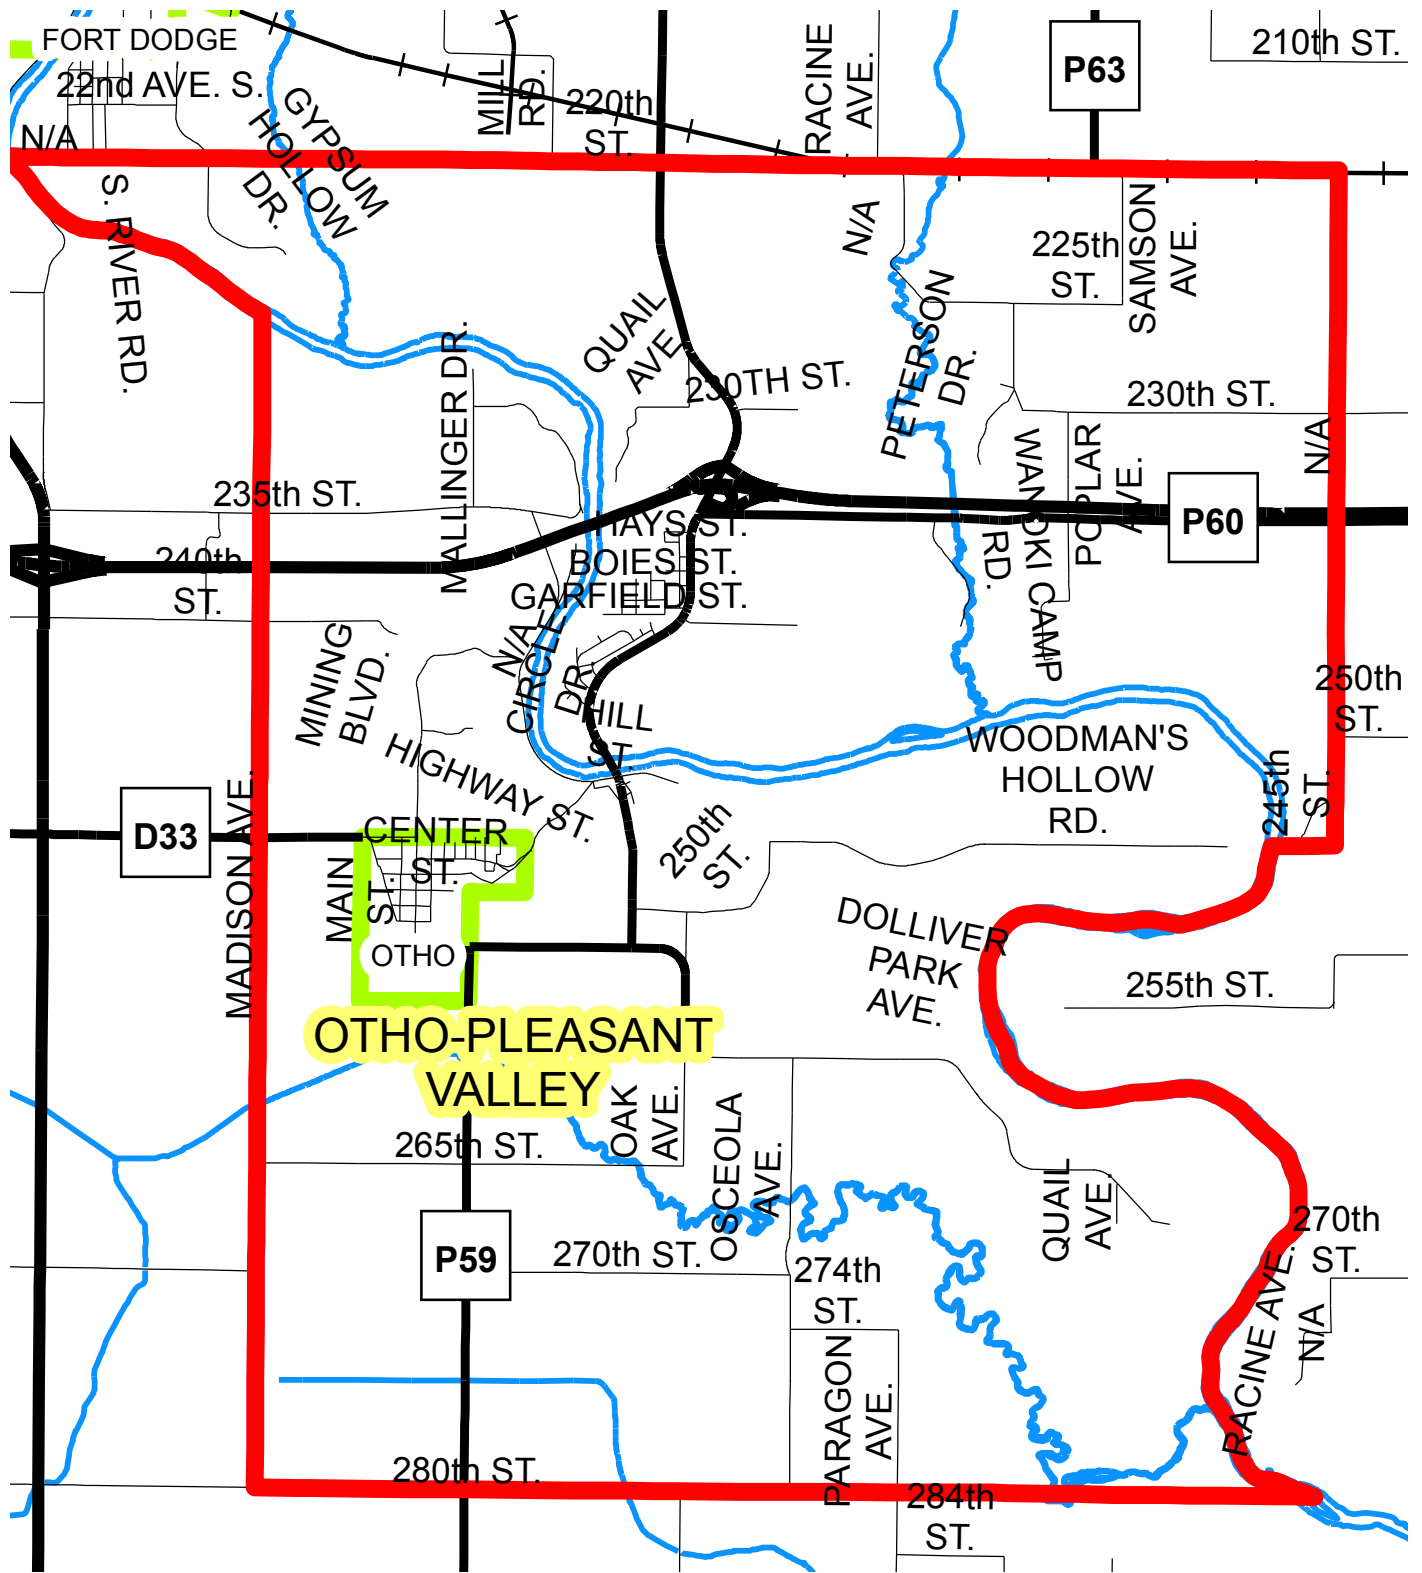 FORT DODGE
22nd AVE. S.
N/A
GYPSUM
HOLLOW
DR.
MILL
RD.
220th
ST.
RACINE
AVE.
P63
210th ST.
S. RIVER RD.
N/A
225th
ST.
SAMSON
AVE.
QUAIL
AVE.
230TH ST.
PETERSON
DR.
230th ST.
N/A
MALLINGER DR.
235th ST.
WANOKI CAMP
RD.
POPLAR
AVE.
P60
HAYS ST.
BOIES ST.
GARFIELD ST.
240th
ST.
MINING
BLVD.
N/A
CIRCLE
DR.
HILL
ST.
250th
ST.
WOODMAN'S
HOLLOW
RD.
245th
ST.
HIGHWAY ST.
D33
MADISON AVE.
CENTER
ST.
MAIN
ST.
250th
ST.
OTHO
DOLLIVER
PARK
AVE.
255th ST.
OTHO-PLEASANT
VALLEY
OAK
AVE.
265th ST.
OSCEOLA
AVE.
QUAIL
AVE.
P59
270th ST.
274th
ST.
270th
ST.
RACINE AVE.
N/A
PARAGON
AVE.
280th ST.
284th
ST.